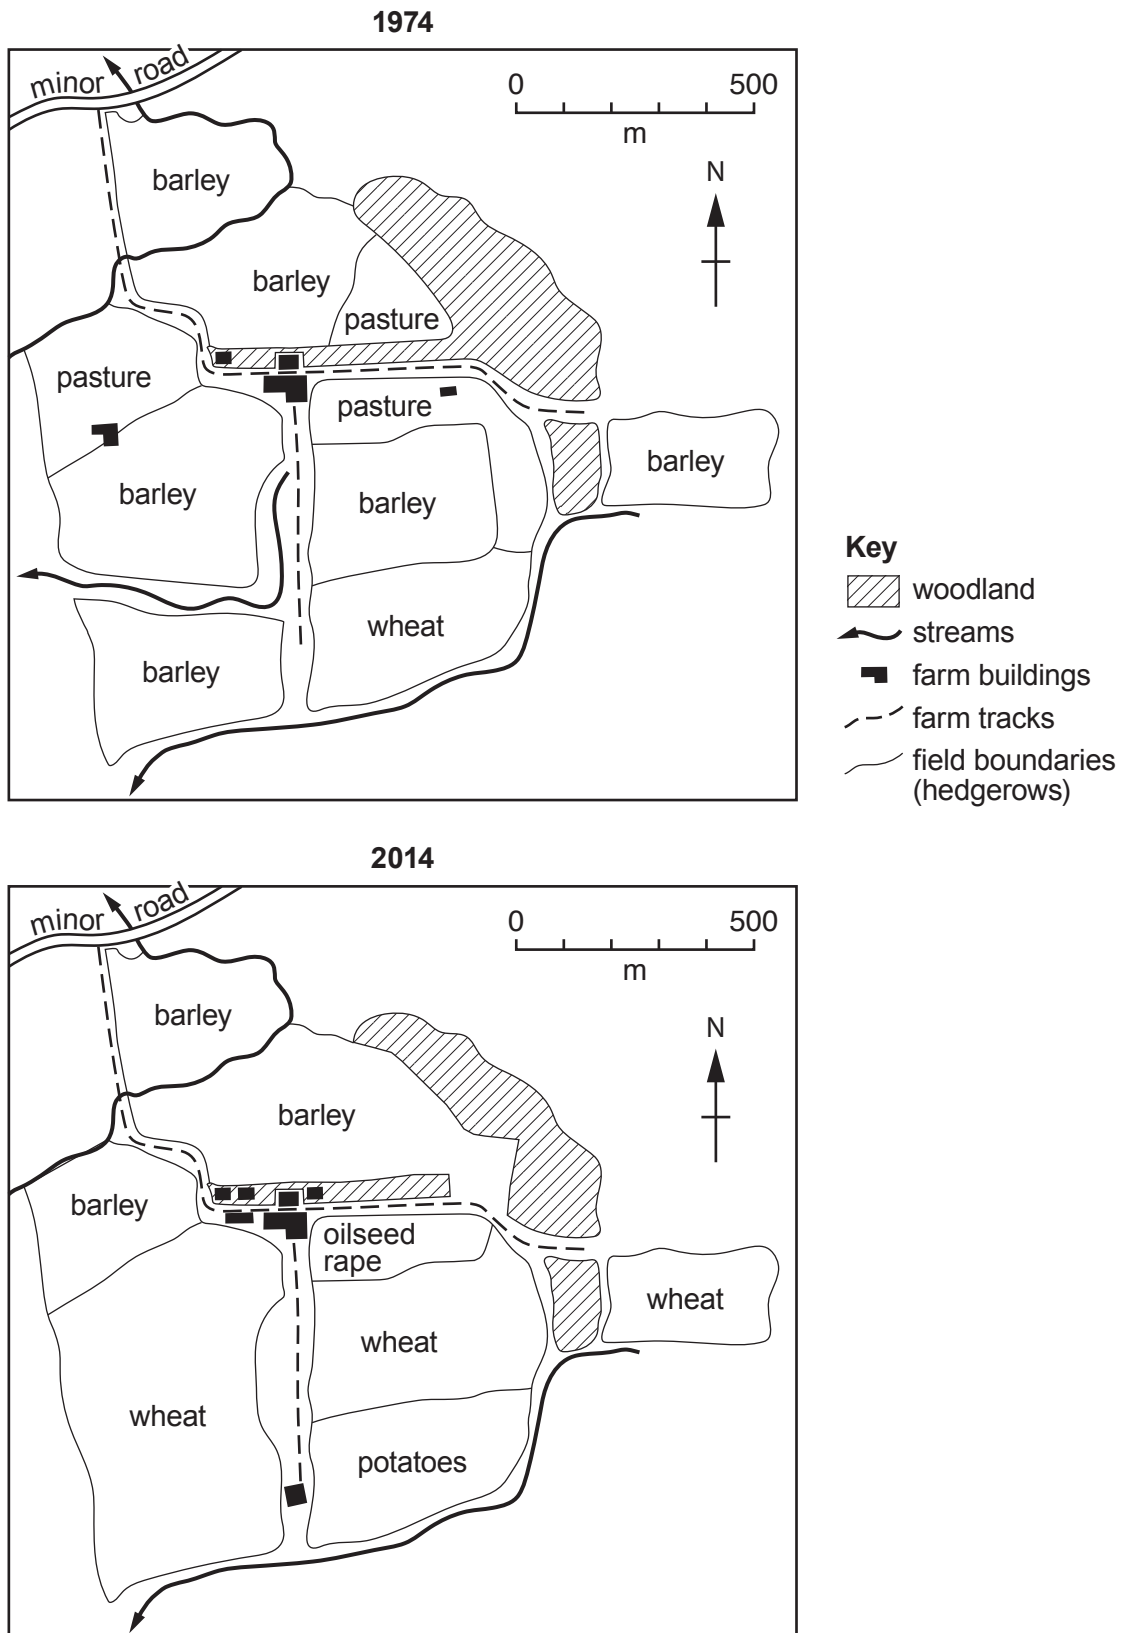 1974
minor road
0 500
m
N
barley
barley
pasture
pasture
pasture
barley
barley
barley
wheat
barley
Key
woodland
streams
farm buildings
farm tracks
field boundaries
(hedgerows)
2014
minor road
0 500
m
N
barley
barley
barley
oilseed
rape
wheat
wheat
wheat
potatoes